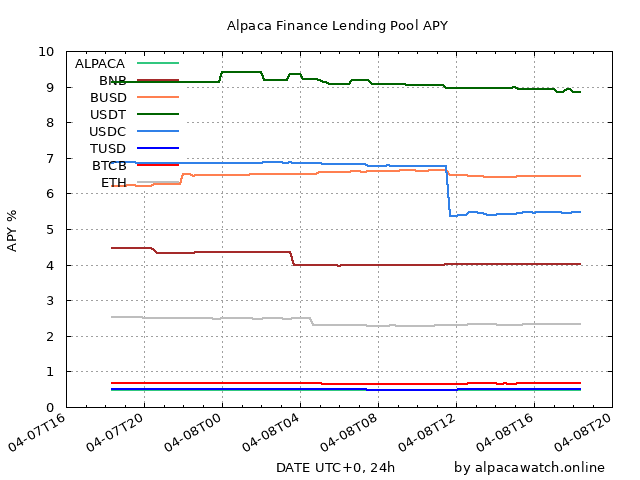 Alpaca Finance Lending Pool APY
10
9
8
7
6
5
4
3
2
1
0
APY %
ALPACA
BNB
BUSD
USDT
USDC
TUSD
BTCB
ETH
04-07T16
04-07T20
04-08T00
04-08T04
04-08T08
04-08T12
04-08T16
04-08T20
DATE UTC+0, 24h
by alpacawatch.online